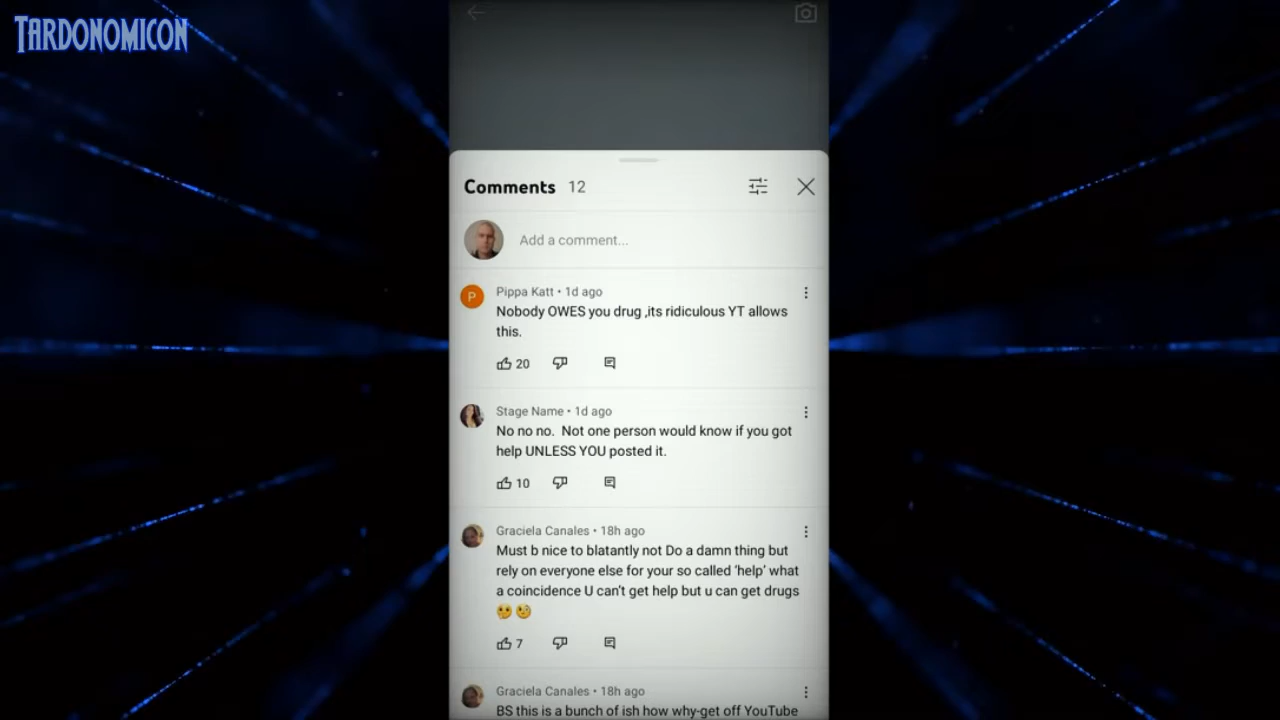 TARDONOMICON
Comments 12
Add a comment...
P
Pippa Katt • 1d ago
Nobody OWES you drug ,its ridiculous YT allows
this.
20
Stage Name • 1d ago
No no no.  Not one person would know if you got
help UNLESS YOU posted it.
10
Graciela Canales • 18h ago
Must b nice to blatantly not Do a damn thing but
rely on everyone else for your so called ‘help’ what
a coincidence U can't get help but u can get drugs
🤔🧐
7
Graciela Canales • 18h ago
BS this is a bunch of ish how why-get off YouTube